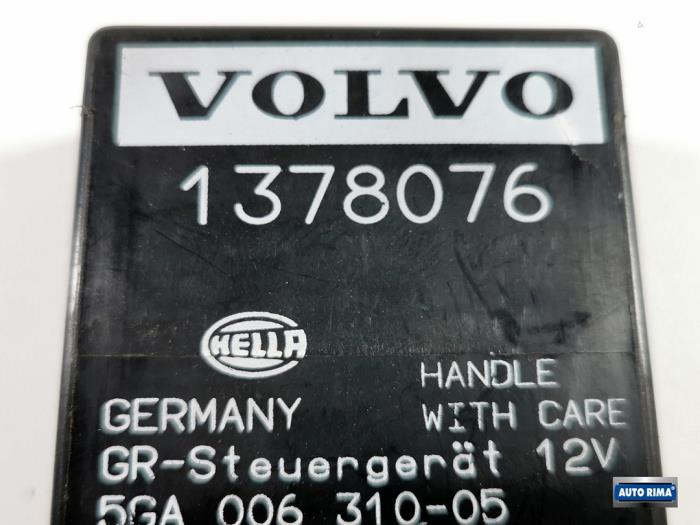 VOLVO
1378076
HELLA
HANDLE
GERMANY WITH CARE
GR-Steuergerät 12V
5GA 006 310-05
AUTO RIMA